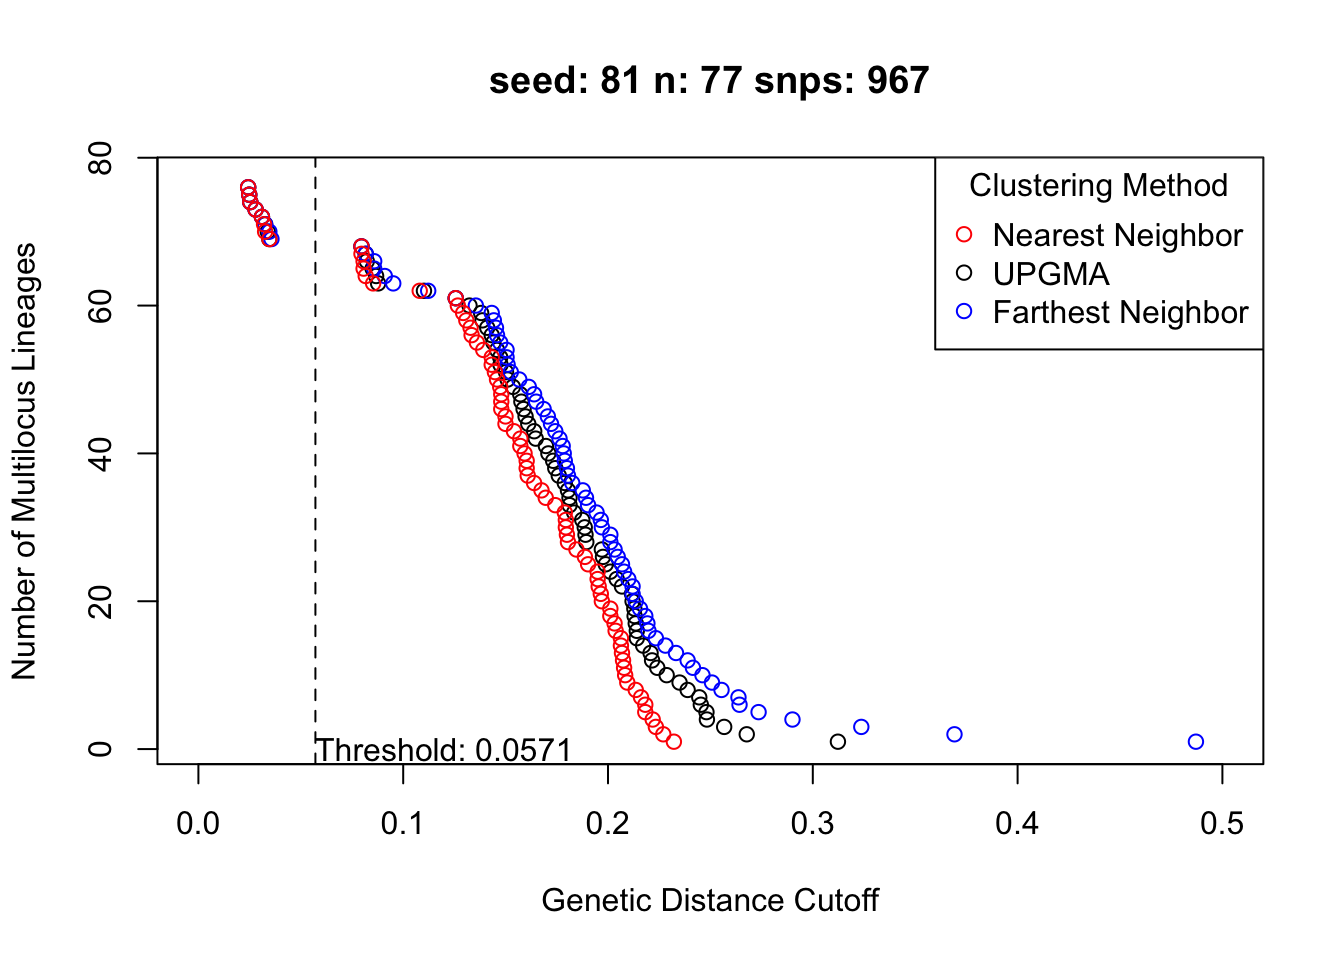 seed: 81 n: 77 snps: 967
Number of Multilocus Lineages
80
60
40
20
0
Clustering Method
Nearest Neighbor
UPGMA
Farthest Neighbor
Threshold: 0.0571
0.0 0.1 0.2 0.3 0.4 0.5
Genetic Distance Cutoff